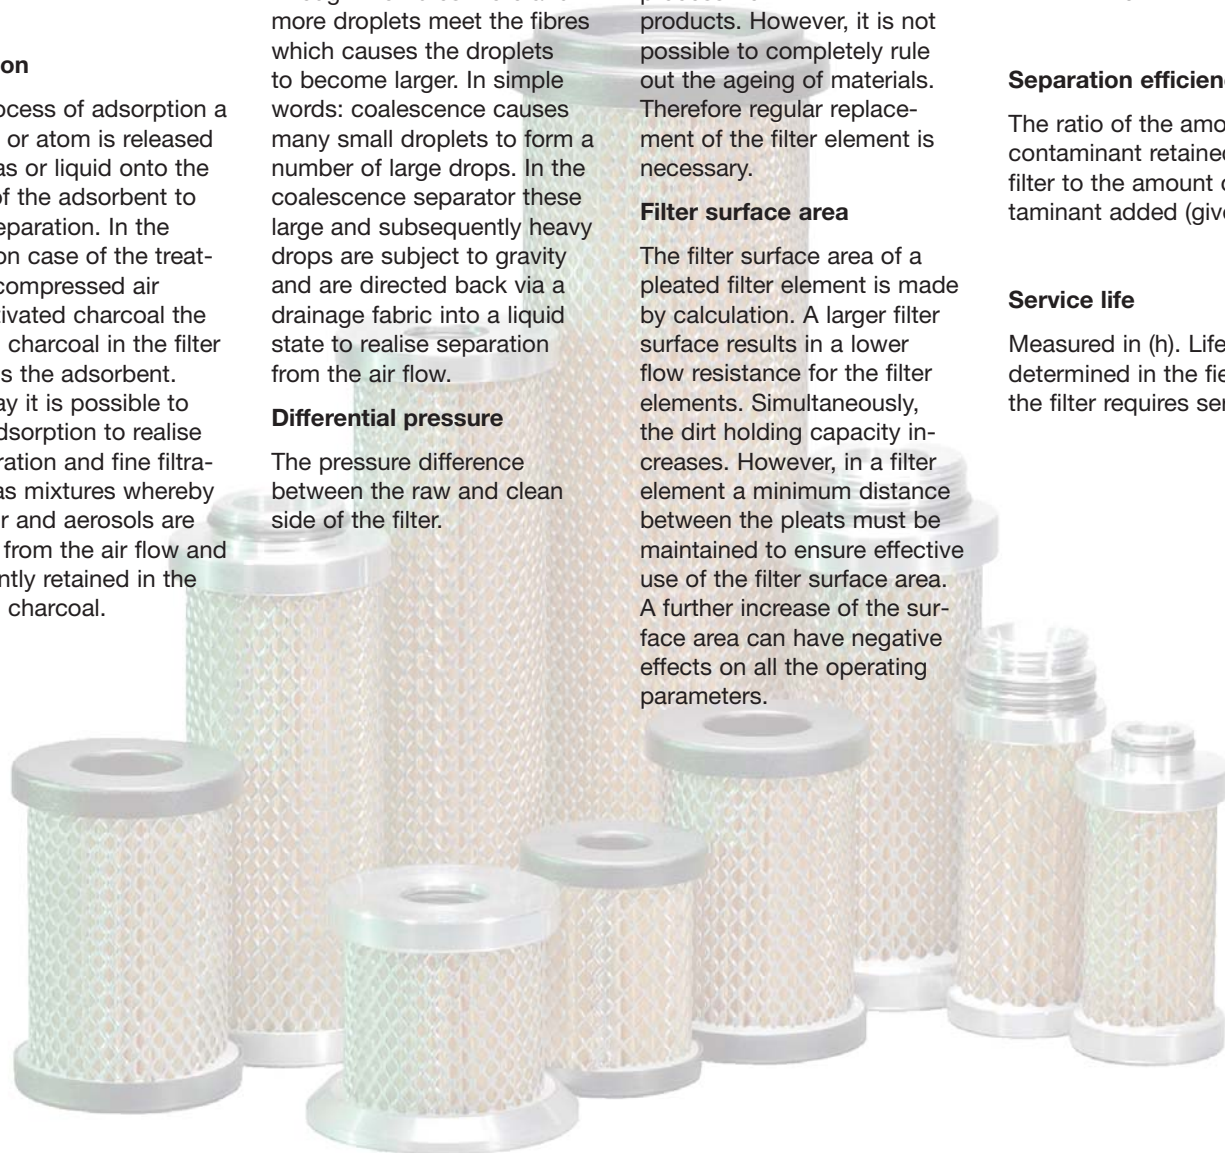 on
ocess of adsorption a
or atom is released
as or liquid onto the
of the adsorbent to
eparation. In the
on case of the treat-
compressed air
tivated charcoal the
charcoal in the filter
s the adsorbent.
ay it is possible to
dsorption to realise
ration and fine filtra-
as mixtures whereby
r and aerosols are
from the air flow and
ntly retained in the
charcoal.
more droplets meet the fibres
which causes the droplets
to become larger. In simple
words: coalescence causes
many small droplets to form a
number of large drops. In the
coalescence separator these
large and subsequently heavy
drops are subject to gravity
and are directed back via a
drainage fabric into a liquid
state to realise separation
from the air flow.
Differential pressure
The pressure difference
between the raw and clean
side of the filter.
products. However, it is not
possible to completely rule
out the ageing of materials.
Therefore regular replace-
ment of the filter element is
necessary.
Filter surface area
The filter surface area of a
pleated filter element is made
by calculation. A larger filter
surface results in a lower
flow resistance for the filter
elements. Simultaneously,
the dirt holding capacity in-
creases. However, in a filter
element a minimum distance
between the pleats must be
maintained to ensure effective
use of the filter surface area.
A further increase of the sur-
face area can have negative
effects on all the operating
parameters.
Separation efficienc
The ratio of the amo
contaminant retained
filter to the amount o
taminant added (give
Service life
Measured in (h). Life
determined in the fie
the filter requires ser